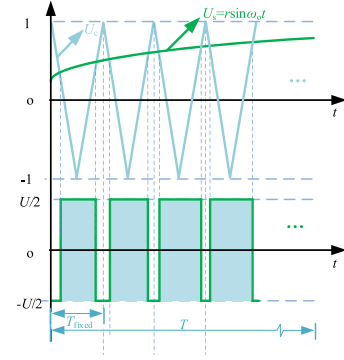 1
U_c
U_s=rsinω_o t
...
o
t
-1
U/2
...
o
t
-U/2
T_fixed
T